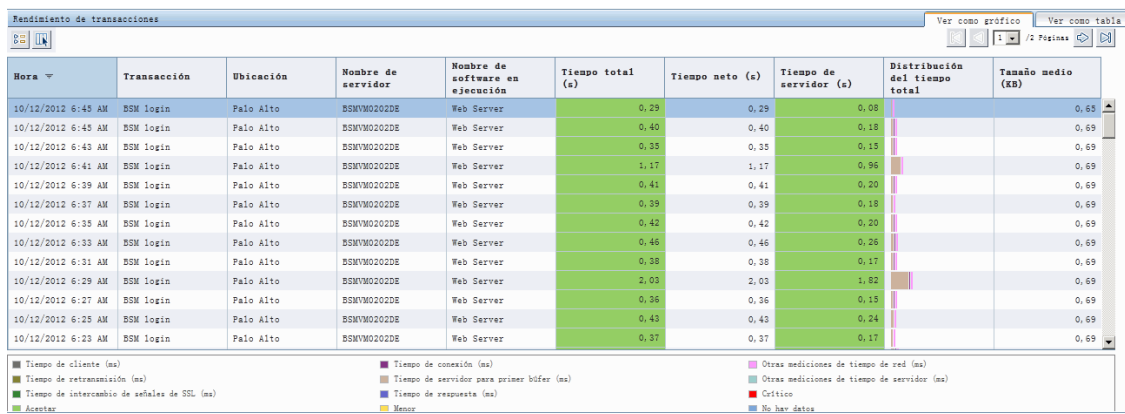 Rendimiento de transacciones
Ver como gráfico
Ver como tabla
1 /2 Páginas
Hora Transacción Ubicación Nombre de servidor Nombre de software en ejecución Tiempo total (s) Tiempo neto (s) Tiempo de servidor (s) Distribución del tiempo total Tamaño medio (KB)
10/12/2012 6:45 AM BSM login Palo Alto BSMVM0202DE Web Server 0,29 0,29 0,08 0,65
10/12/2012 6:45 AM BSM login Palo Alto BSMVM0202DE Web Server 0,40 0,40 0,18 0,69
10/12/2012 6:43 AM BSM login Palo Alto BSMVM0202DE Web Server 0,35 0,35 0,15 0,69
10/12/2012 6:41 AM BSM login Palo Alto BSMVM0202DE Web Server 1,17 1,17 0,96 0,69
10/12/2012 6:39 AM BSM login Palo Alto BSMVM0202DE Web Server 0,41 0,41 0,20 0,69
10/12/2012 6:37 AM BSM login Palo Alto BSMVM0202DE Web Server 0,39 0,39 0,18 0,69
10/12/2012 6:35 AM BSM login Palo Alto BSMVM0202DE Web Server 0,42 0,42 0,20 0,69
10/12/2012 6:33 AM BSM login Palo Alto BSMVM0202DE Web Server 0,46 0,46 0,26 0,69
10/12/2012 6:31 AM BSM login Palo Alto BSMVM0202DE Web Server 0,38 0,38 0,17 0,69
10/12/2012 6:29 AM BSM login Palo Alto BSMVM0202DE Web Server 2,03 2,03 1,82 0,69
10/12/2012 6:27 AM BSM login Palo Alto BSMVM0202DE Web Server 0,36 0,36 0,15 0,69
10/12/2012 6:25 AM BSM login Palo Alto BSMVM0202DE Web Server 0,43 0,43 0,24 0,69
10/12/2012 6:23 AM BSM login Palo Alto BSMVM0202DE Web Server 0,37 0,37 0,17 0,69
Tiempo de cliente (ms) Tiempo de conexión (ms) Otras mediciones de tiempo de red (ms)
Tiempo de retransmisión (ms) Tiempo de servidor para primer búfer (ms) Otras mediciones de tiempo de servidor (ms)
Tiempo de intercambio de señales de SSL (ms) Tiempo de respuesta (ms) Crítico
Aceptar Menor No hay datos